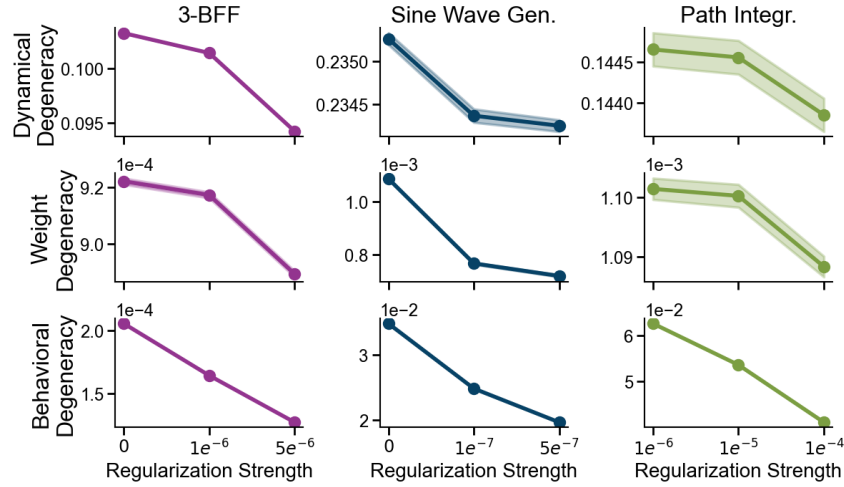 3-BFF
Sine Wave Gen.
Path Integr.
Dynamical
Degeneracy
0.100
0.095
0.2350
0.2345
0.1445
0.1440
Weight
Degeneracy
1e−4
9.2
9.0
1e−3
1.0
0.8
1e−3
1.10
1.09
Behavioral
Degeneracy
1e−4
2.0
1.5
1e−2
3
2
1e−2
6
5
0
1e⁻⁶
5e⁻⁶
0
1e⁻⁷
5e⁻⁷
1e⁻⁶
1e⁻⁵
1e⁻⁴
Regularization Strength
Regularization Strength
Regularization Strength